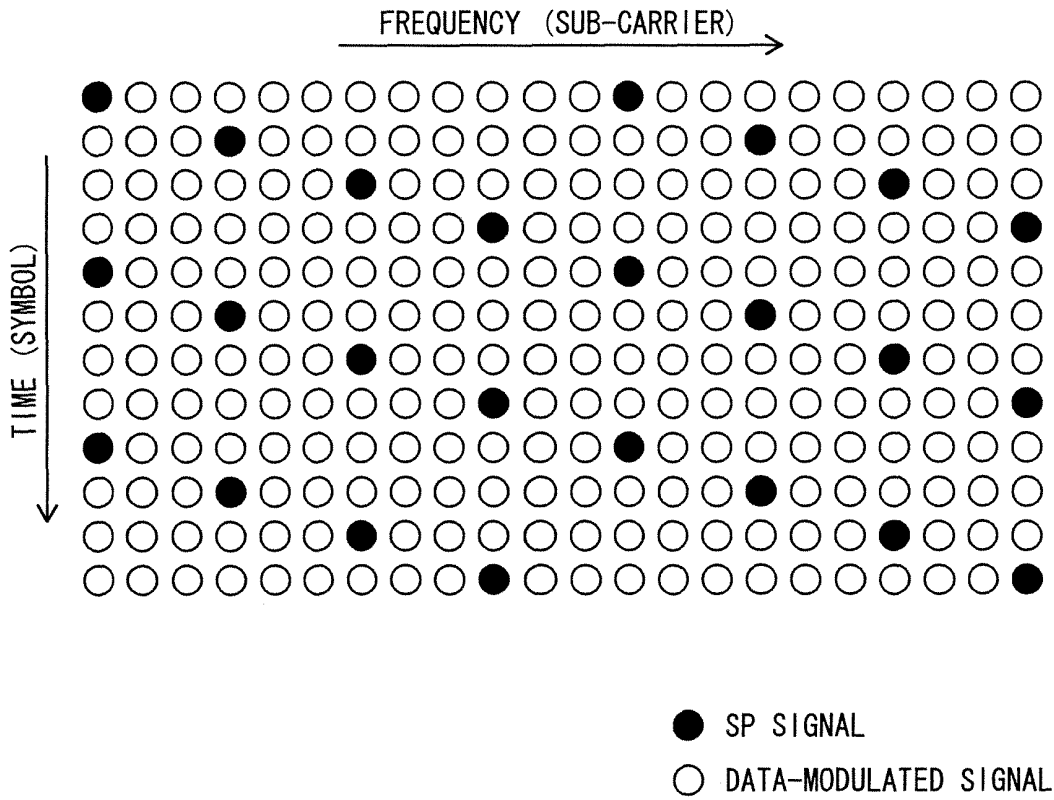 FREQUENCY (SUB-CARRIER)
TIME (SYMBOL)
SP SIGNAL
DATA-MODULATED SIGNAL